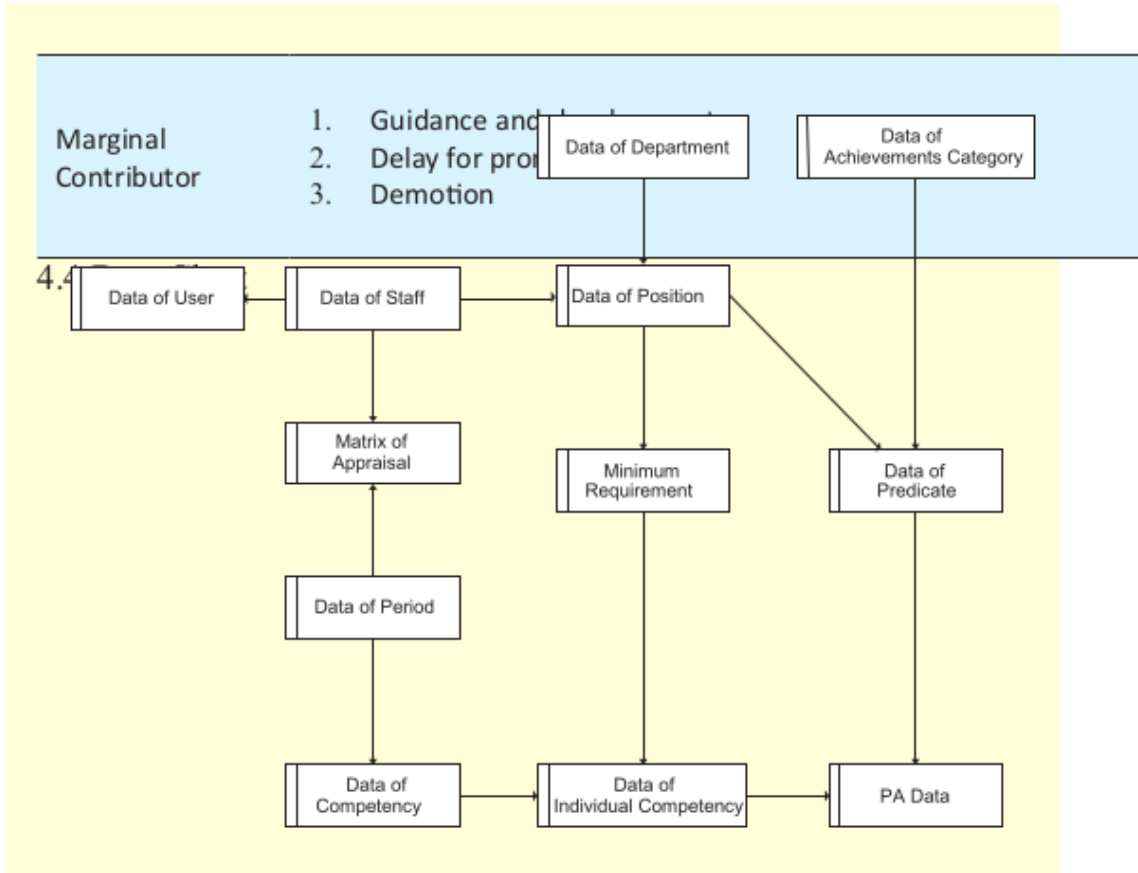 Marginal
Contributor
1. Guidance and
2. Delay for
3. Demotion
Data of Department
Data of
Achievements Category
4.4
Data of User
Data of Staff
Data of Position
Matrix of
Appraisal
Minimum
Requirement
Data of
Predicate
Data of Period
Data of
Competency
Data of
Individual Competency
PA Data